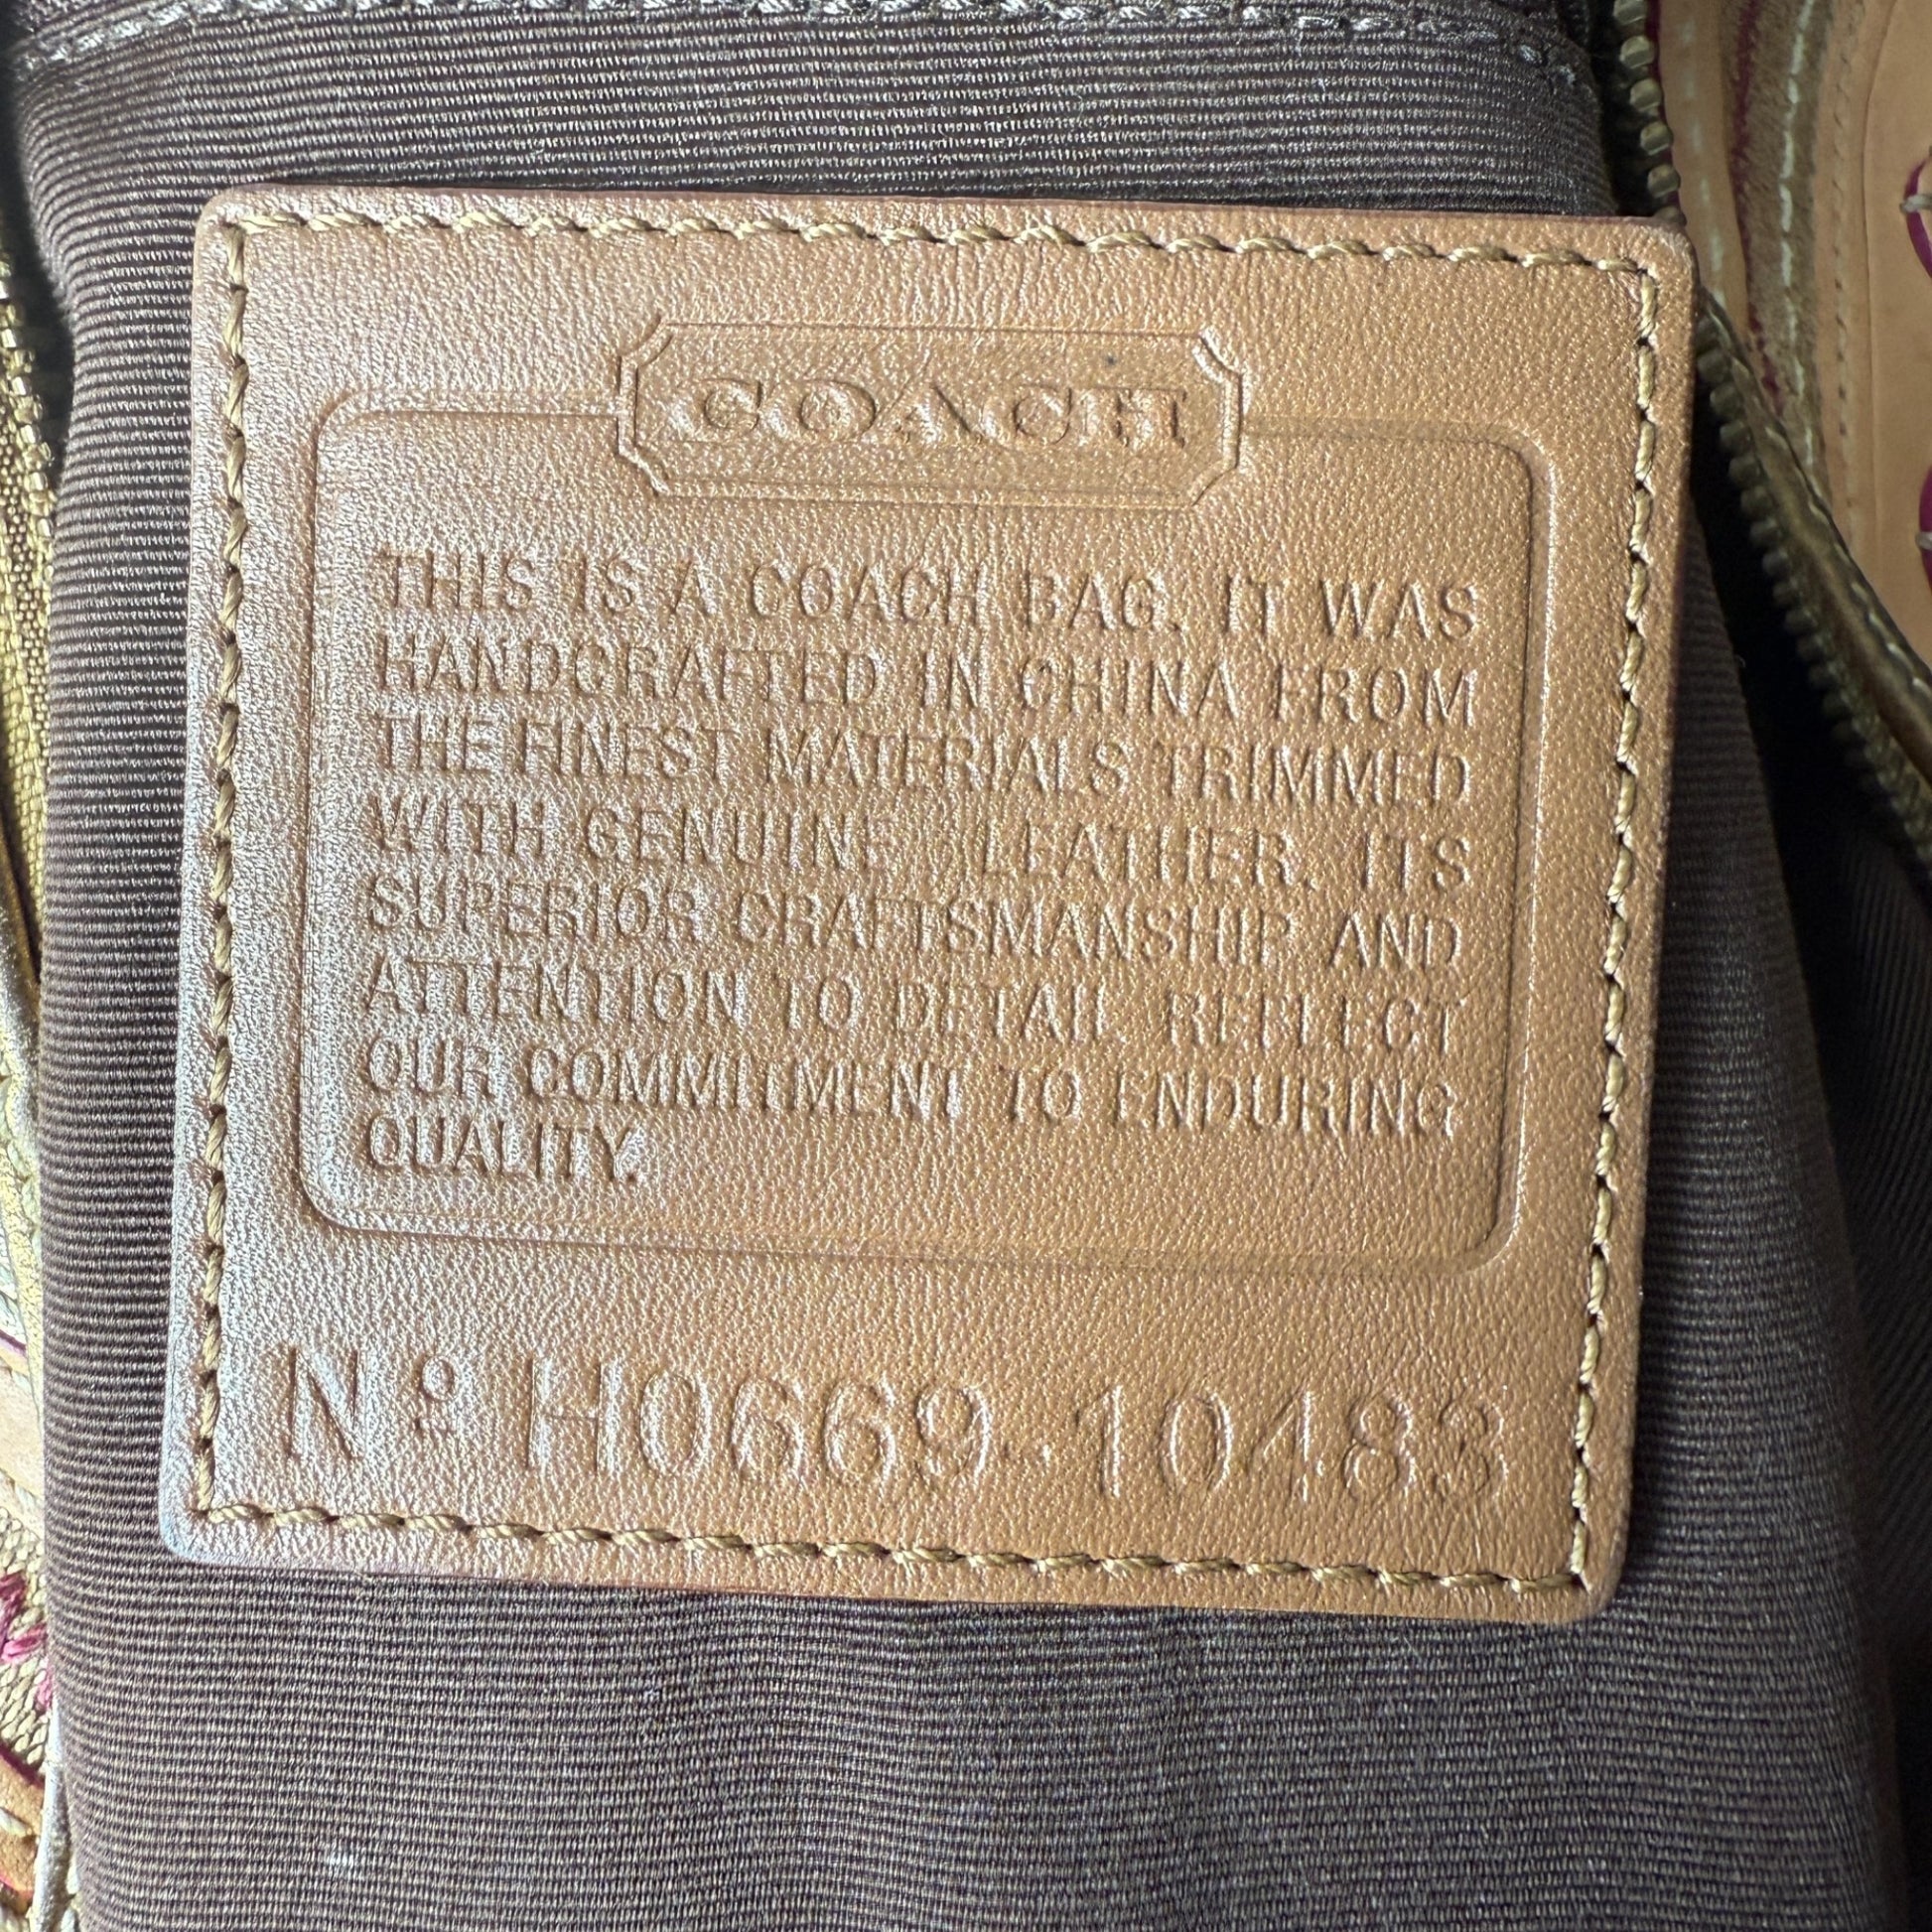 COACH
THIS IS A COACH BAG. IT WAS
HANDCRAFTED IN CHINA FROM
THE FINEST MATERIALS TRIMMED
WITH GENUINE LEATHER. ITS
SUPERIOR CRAFTSMANSHIP AND
ATTENTION TO DETAIL REFLECT
OUR COMMITMENT TO ENDURING
QUALITY.
Nº H0669-10483